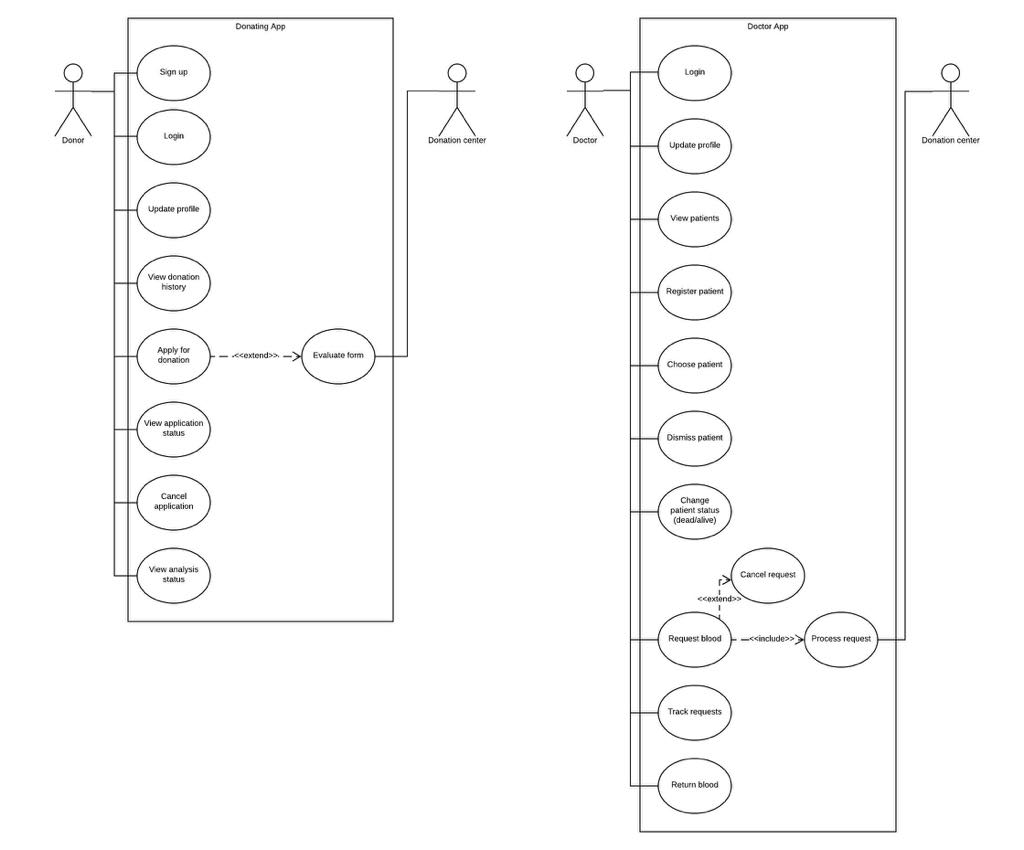 Donating App
Sign up
Donor
Donation center
Login
Update profile
View donation
history
Apply for
donation
<<extend>>
Evaluate form
View application
status
Cancel
application
View analysis
status
Doctor App
Login
Doctor
Donation center
Update profile
View patients
Register patient
Choose patient
Dismiss patient
Change
patient status
(dead/alive)
Cancel request
<<extend>>
Request blood
<<include>>
Process request
Track requests
Return blood